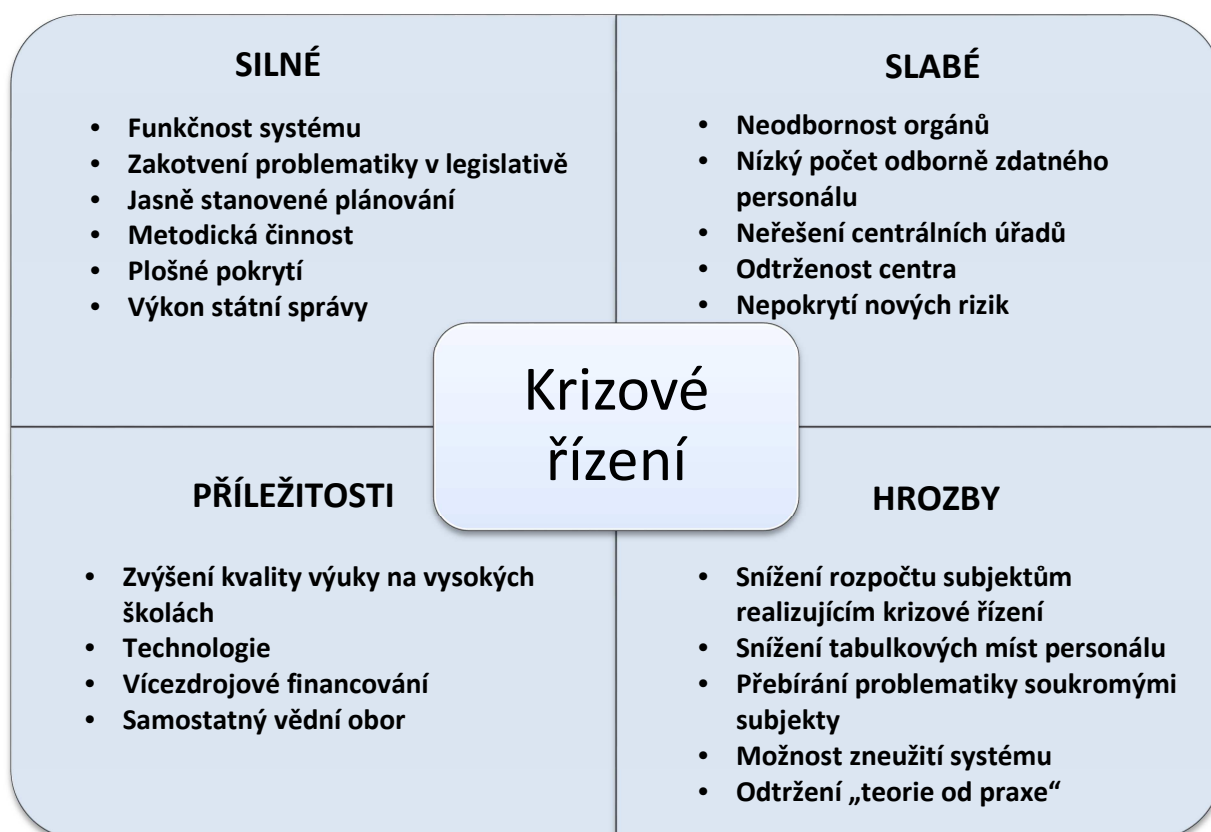 SILNÉ
• Funkčnost systému
• Zakotvení problematiky v legislativě
• Jasně stanovené plánování
• Metodická činnost
• Plošné pokrytí
• Výkon státní správy
SLABÉ
• Neodbornost orgánů
• Nízký počet odborně zdatného
personálu
• Neřešení centrálních úřadů
• Odtrženost centra
• Nepokrytí nových rizik
Krizové
řízení
PŘÍLEŽITOSTI
• Zvýšení kvality výuky na vysokých
školách
• Technologie
• Vícezdrojové financování
• Samostatný vědní obor
HROZBY
• Snížení rozpočtu subjektům
realizujícím krizové řízení
• Snížení tabulkových míst personálu
• Přebírání problematiky soukromými
subjekty
• Možnost zneužití systému
• Odtržení „teorie od praxe“